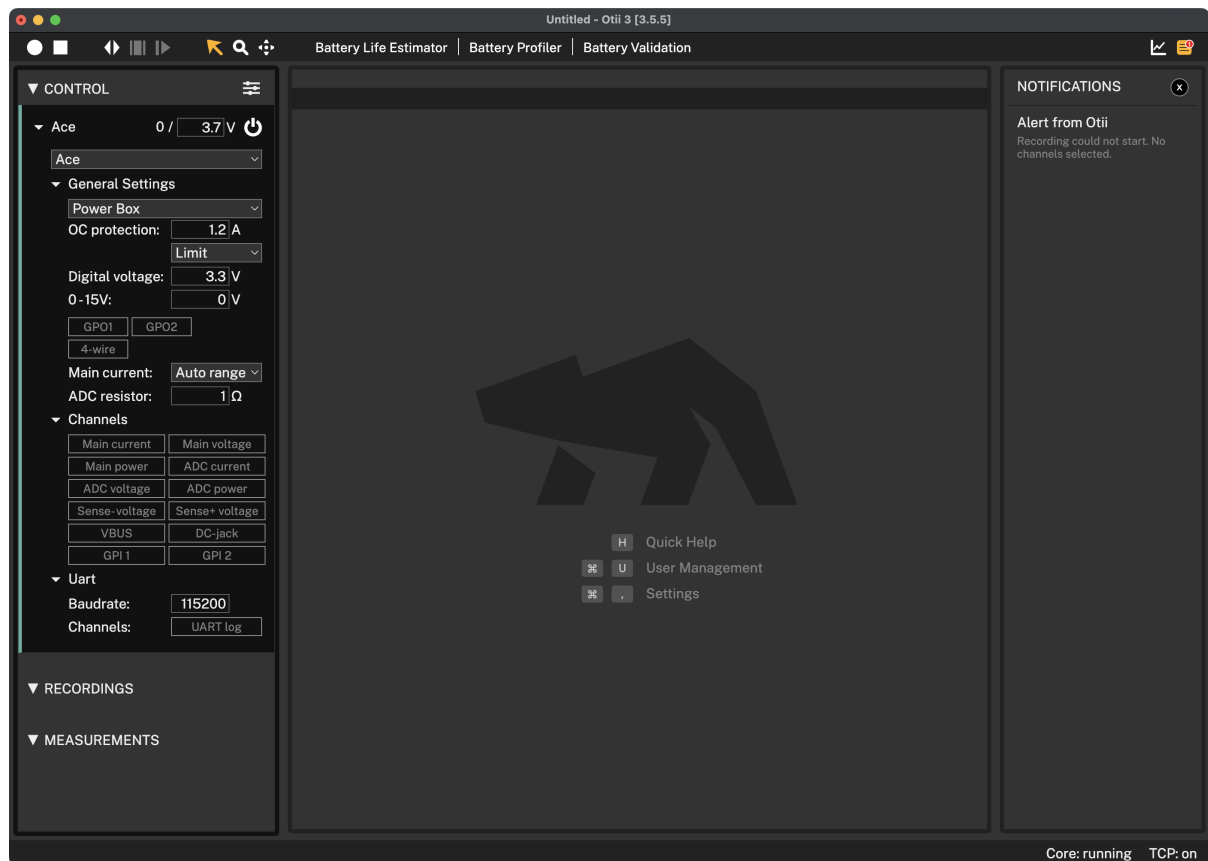 Untitled - Otii 3 [3.5.5]
Battery Life Estimator | Battery Profiler | Battery Validation
▼ CONTROL
Ace 0 / 3.7 V
Ace
General Settings
Power Box
OC protection: 1.2 A
Limit
Digital voltage: 3.3 V
0-15V: 0 V
GPO1 GPO2
4-wire
Main current: Auto range
ADC resistor: 1 Ω
Channels
Main current Main voltage
Main power ADC current
ADC voltage ADC power
Sense-voltage Sense+ voltage
VBUS DC-jack
GPI 1 GPI 2
Uart
Baudrate: 115200
Channels: UART log
▼ RECORDINGS
▼ MEASUREMENTS
H Quick Help
⌘ U User Management
⌘ , Settings
NOTIFICATIONS x
Alert from Otii
Recording could not start. No
channels selected.
Core: running TCP: on